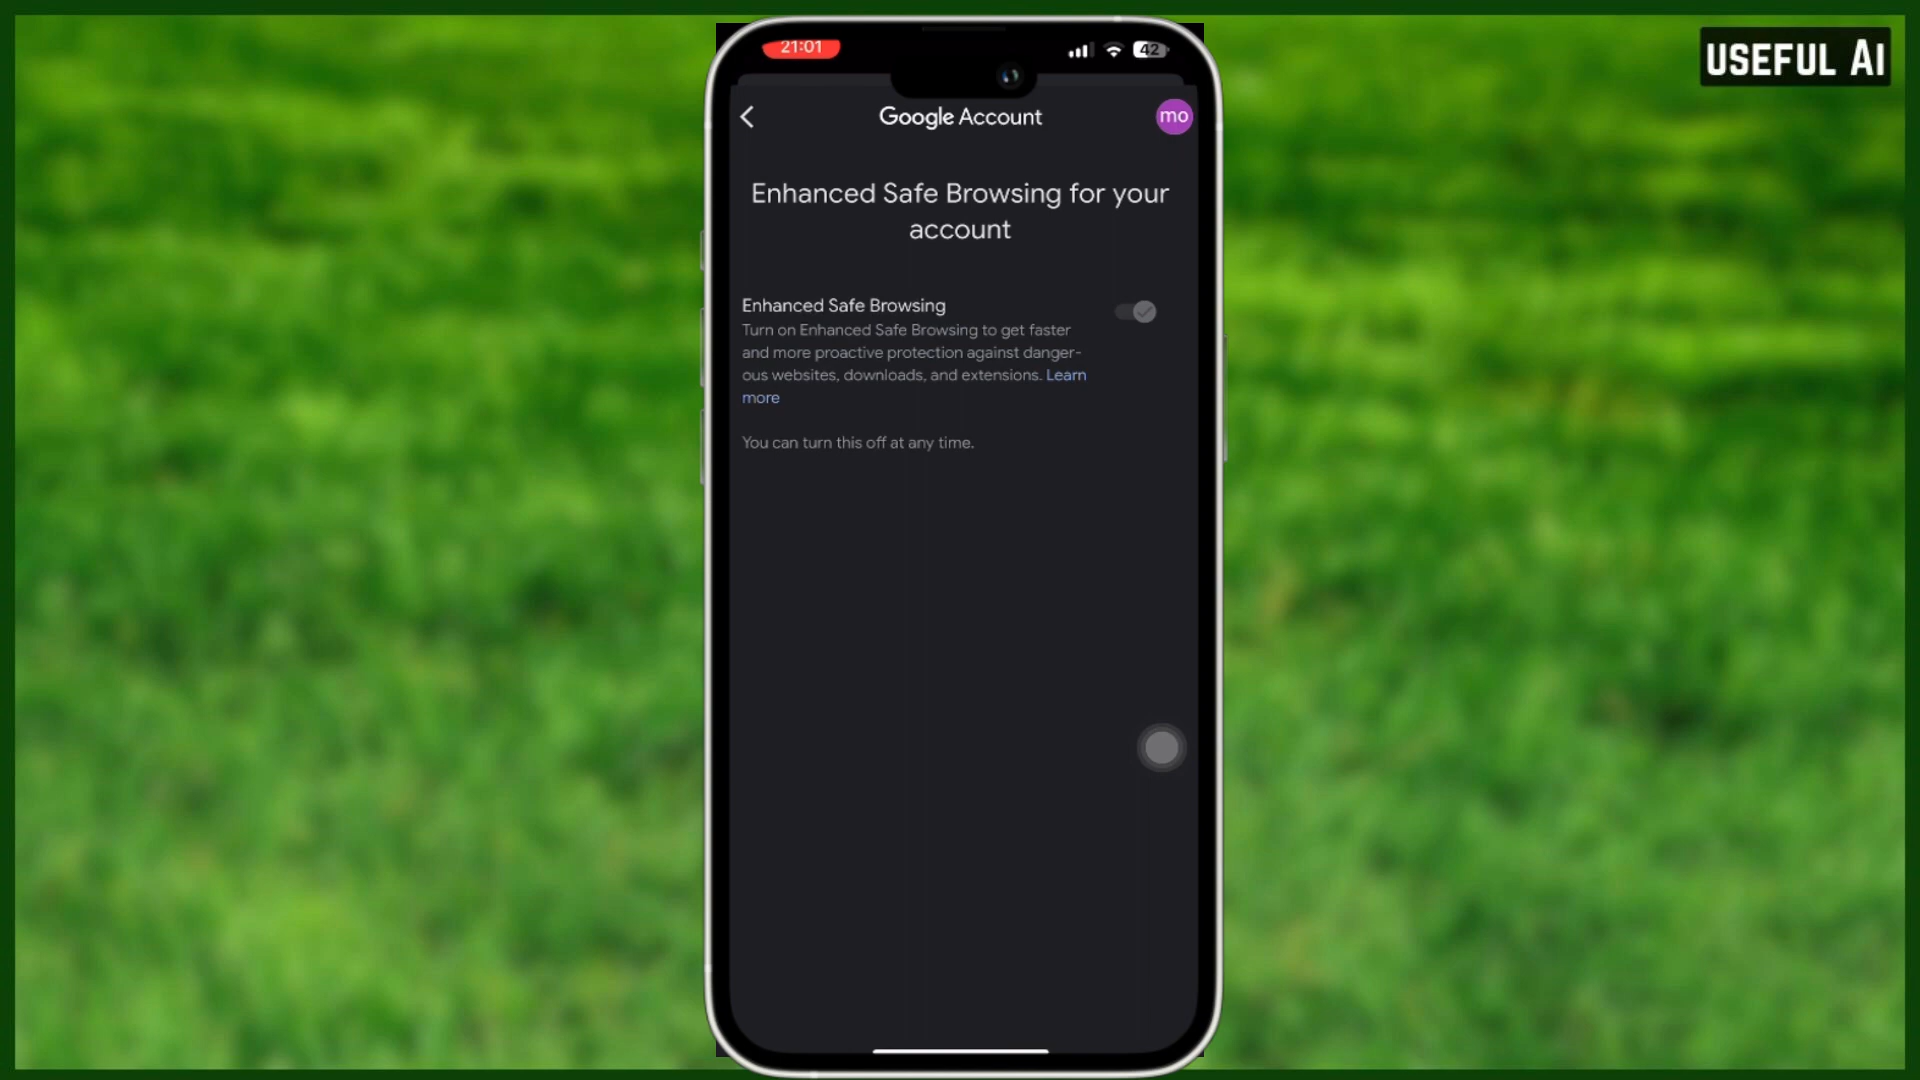 USEFUL AI
21:01
42
Google Account
mo
Enhanced Safe Browsing for your
account
Enhanced Safe Browsing
Turn on Enhanced Safe Browsing to get faster
and more proactive protection against danger-
ous websites, downloads, and extensions. Learn
more
You can turn this off at any time.